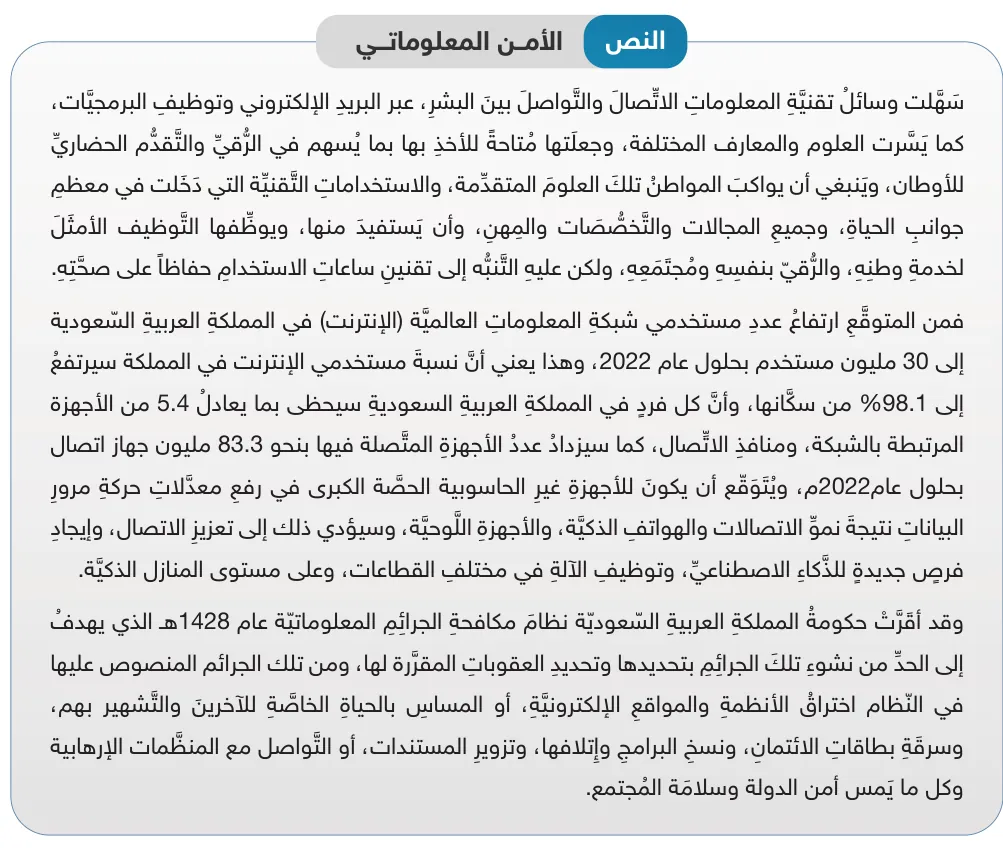 النص الأمـن المعلوماتـي
سَهَّلت وسائلُ تقنيَّةِ المعلوماتِ الاتِّصالَ والتَّواصلَ بينَ البشرِ، عبر البريدِ الإلكتروني وتوظيفِ البرمجيَّات،
كما يَسَّرت العلوم والمعارف المختلفة، وجعلَتها مُتاحةً للأخذِ بها بما يُسهم في الرُّقيِّ والتَّقدُّم الحضاريِّ
للأوطان، ويَنبغي أن يواكبَ المواطنُ تلكَ العلومَ المتقدِّمة، والاستخداماتِ التَّقنيِّة التي دَخَلت في معظمِ
جوانبِ الحياةِ، وجميعِ المجالات والتَّخصُّصَات والمِهنِ، وأن يَستفيدَ منها، ويوظِّفها التَّوظيف الأمثَلَ
لخدمةِ وطنِهِ، والرُّقيّ بنفسِهِ ومُجتَمَعِهِ، ولكن عليهِ التَّنبُّه إلى تقنينِ ساعاتِ الاستخدامِ حفاظاً على صحَّتِهِ.
فمن المتوقَّعِ ارتفاعُ عددِ مستخدمي شبكةِ المعلوماتِ العالميَّة (الإنترنت) في المملكةِ العربيةِ السّعودية
إلى 30 مليون مستخدم بحلول عام 2022، وهذا يعني أنَّ نسبةَ مستخدمي الإنترنت في المملكة سيرتفعُ
إلى 98.1% من سكَّانها، وأنَّ كل فردٍ في المملكةِ العربيةِ السعوديةِ سيحظى بما يعادلُ 5.4 من الأجهزة
المرتبطة بالشبكة، ومنافذِ الاتِّصال، كما سيزدادُ عددُ الأجهزةِ المتَّصلة فيها بنحو 83.3 مليون جهاز اتصال
بحلول عام2022م، ويُتَوَقّع أن يكونَ للأجهزةِ غيرِ الحاسوبية الحصَّة الكبرى في رفعِ معدَّلاتِ حركةِ مرورِ
البياناتِ نتيجةَ نموِّ الاتصالات والهواتفِ الذكيَّة، والأجهزةِ اللَّوحيَّة، وسيؤدي ذلك إلى تعزيزِ الاتصال، وإيجادِ
فرصٍ جديدةٍ للذَّكاءِ الاصطناعيِّ، وتوظيفِ الآلةِ في مختلفِ القطاعات، وعلى مستوى المنازل الذكيَّة.
وقد أقَرَّتْ حكومةُ المملكةِ العربيةِ السّعوديّة نظامَ مكافحةِ الجرائِمِ المعلوماتيّة عام 1428هـ الذي يهدفُ
إلى الحدِّ من نشوءِ تلكَ الجرائِمِ بتحديدها وتحديدِ العقوباتِ المقرَّرة لها، ومن تلك الجرائم المنصوص عليها
في النّظام اختراقُ الأنظمةِ والمواقعِ الإلكترونيَّةِ، أو المساسِ بالحياةِ الخاصَّةِ للآخرينَ والتَّشهير بهم،
وسرقَةِ بطاقاتِ الائتمانِ، ونسخِ البرامجِ وإتلافها، وتزويرِ المستندات، أو التَّواصل مع المنظَّمات الإرهابية
وكل ما يَمس أمن الدولة وسلامَة المُجتمع.